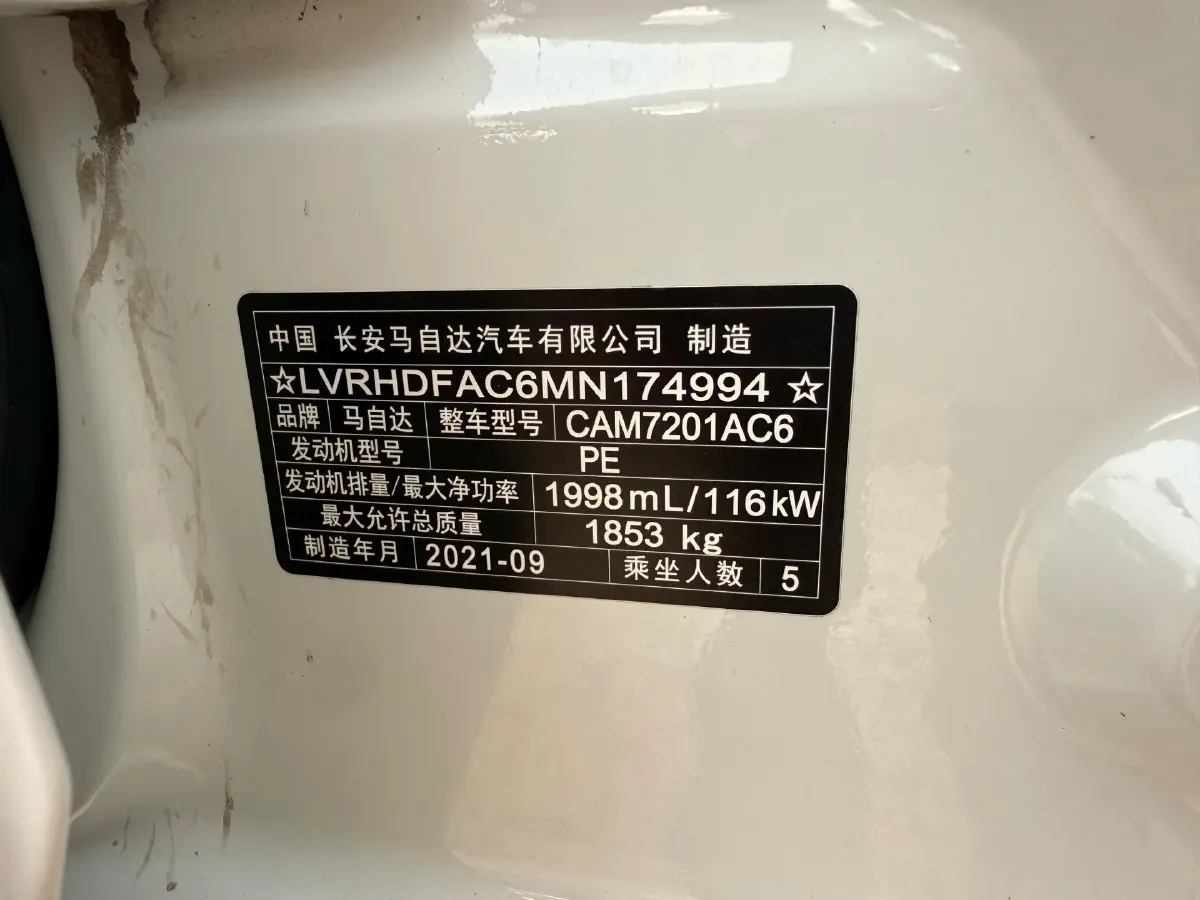 中国 长安马自达汽车有限公司 制造
☆LVRHDFAC6MN174994☆
品牌 马自达 整车型号 CAM7201AC6
发动机型号 PE
发动机排量/最大净功率 1998mL/116kW
最大允许总质量 1853 kg
制造年月 2021-09 乘坐人数 5